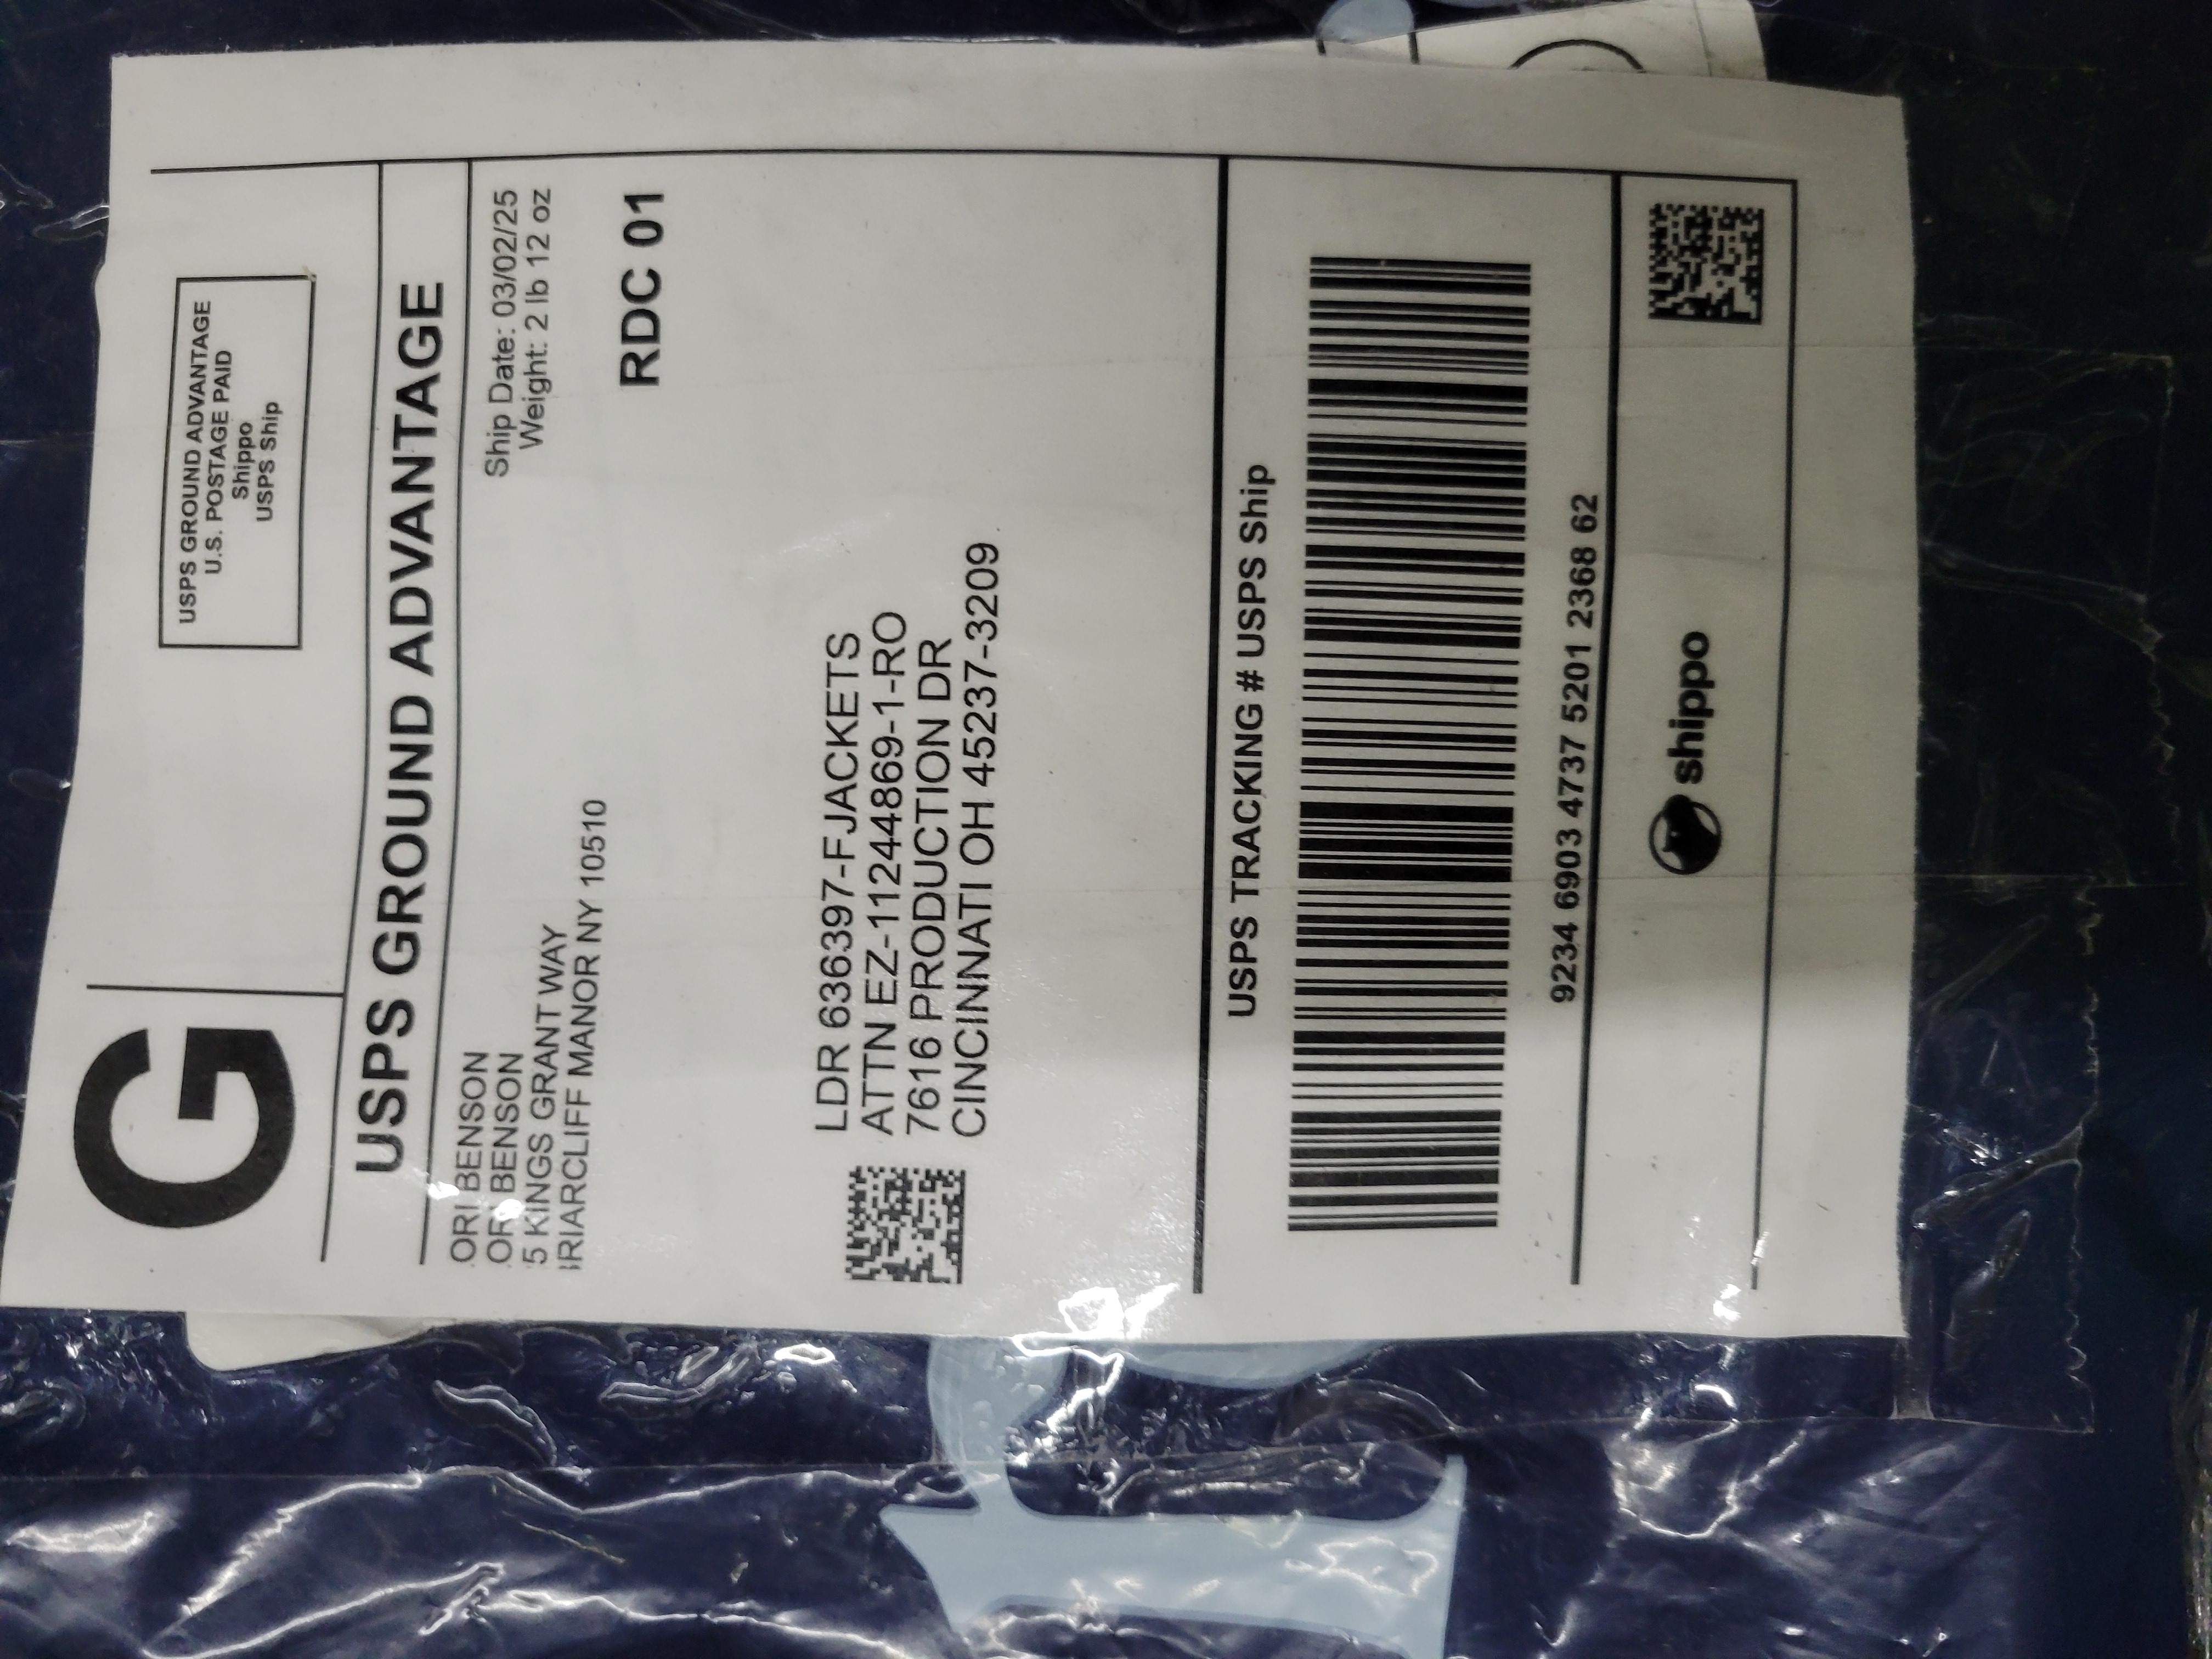 G
USPS GROUND ADVANTAGE
U.S. POSTAGE PAID
Shippo
USPS Ship
USPS GROUND ADVANTAGE
ORI BENSON
ORI BENSON
5 KINGS GRANT WAY
RIARCLIFF MANOR NY 10510
Ship Date: 03/02/25
Weight: 2 lb 12 oz
RDC 01
LDR 636397-FJACKETS
ATTN EZ-11244869-1-RO
7616 PRODUCTION DR
CINCINNATI OH 45237-3209
USPS TRACKING # USPS Ship
9234 6903 4737 5201 2368 62
shippo